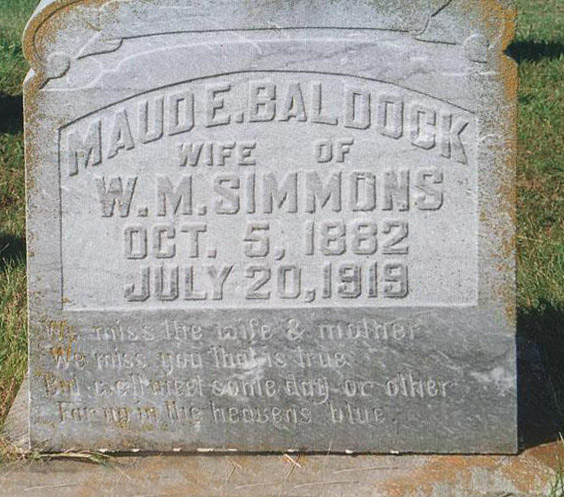 MAUD E. BALDOCK
WIFE OF
W. M. SIMMONS
OCT. 5, 1882
JULY 20, 1919
We miss the wife & mother
We miss you that is true
But we'll meet some day or other
Far up in the heavens blue.